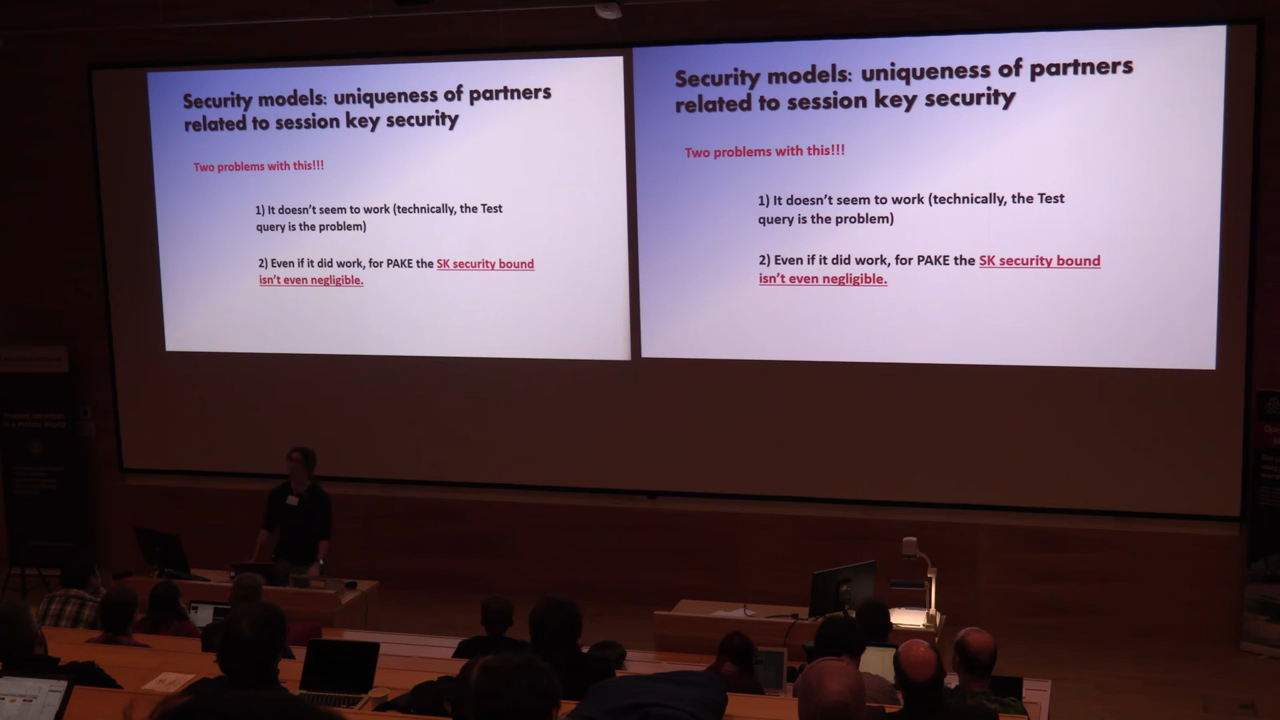 Security models: uniqueness of partners
related to session key security
Two problems with this!!!
1) It doesn't seem to work (technically, the Test
query is the problem)
2) Even if it did work, for PAKE the SK security bound
isn't even negligible.
Security models: uniqueness of partners
related to session key security
Two problems with this!!!
1) It doesn't seem to work (technically, the Test
query is the problem)
2) Even if it did work, for PAKE the SK security bound
isn't even negligible.